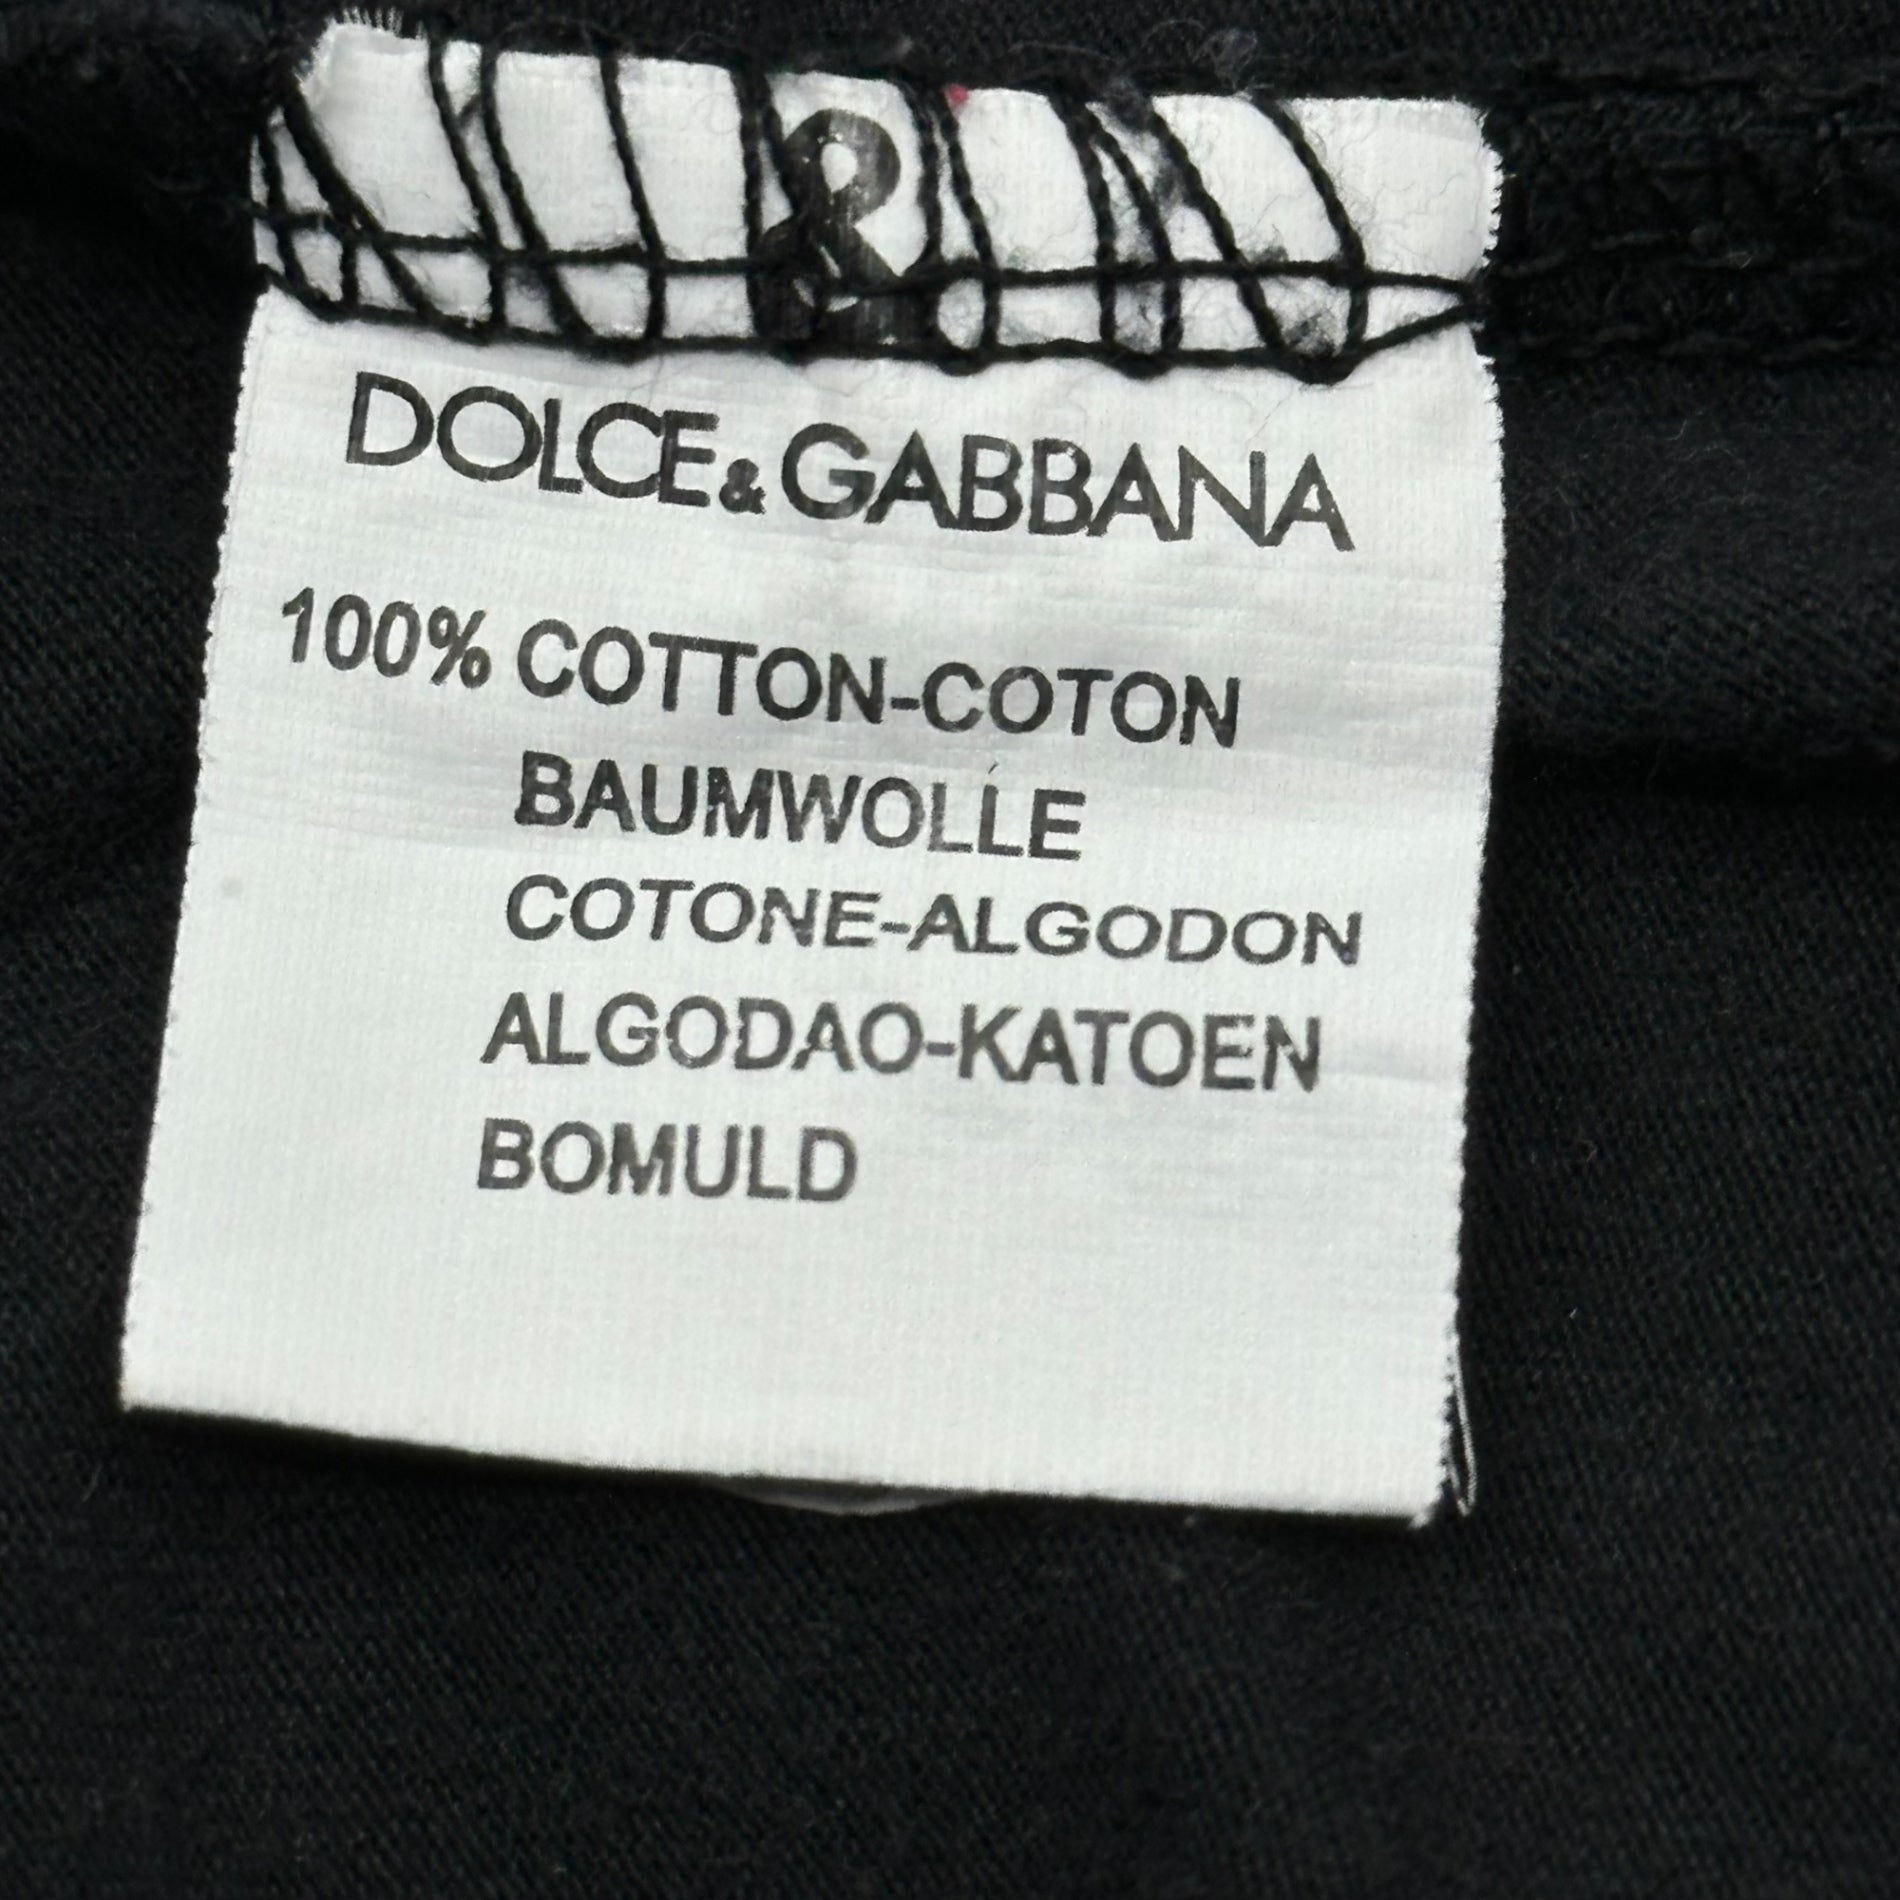 &
DOLCE&GABBANA
100% COTTON-COTON
BAUMWOLLE
COTONE-ALGODON
ALGODAO-KATOEN
BOMULD